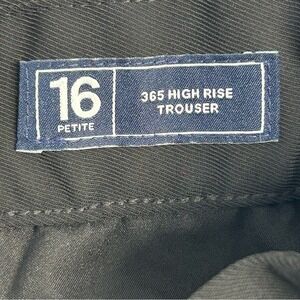 16
PETITE
365 HIGH RISE
TROUSER